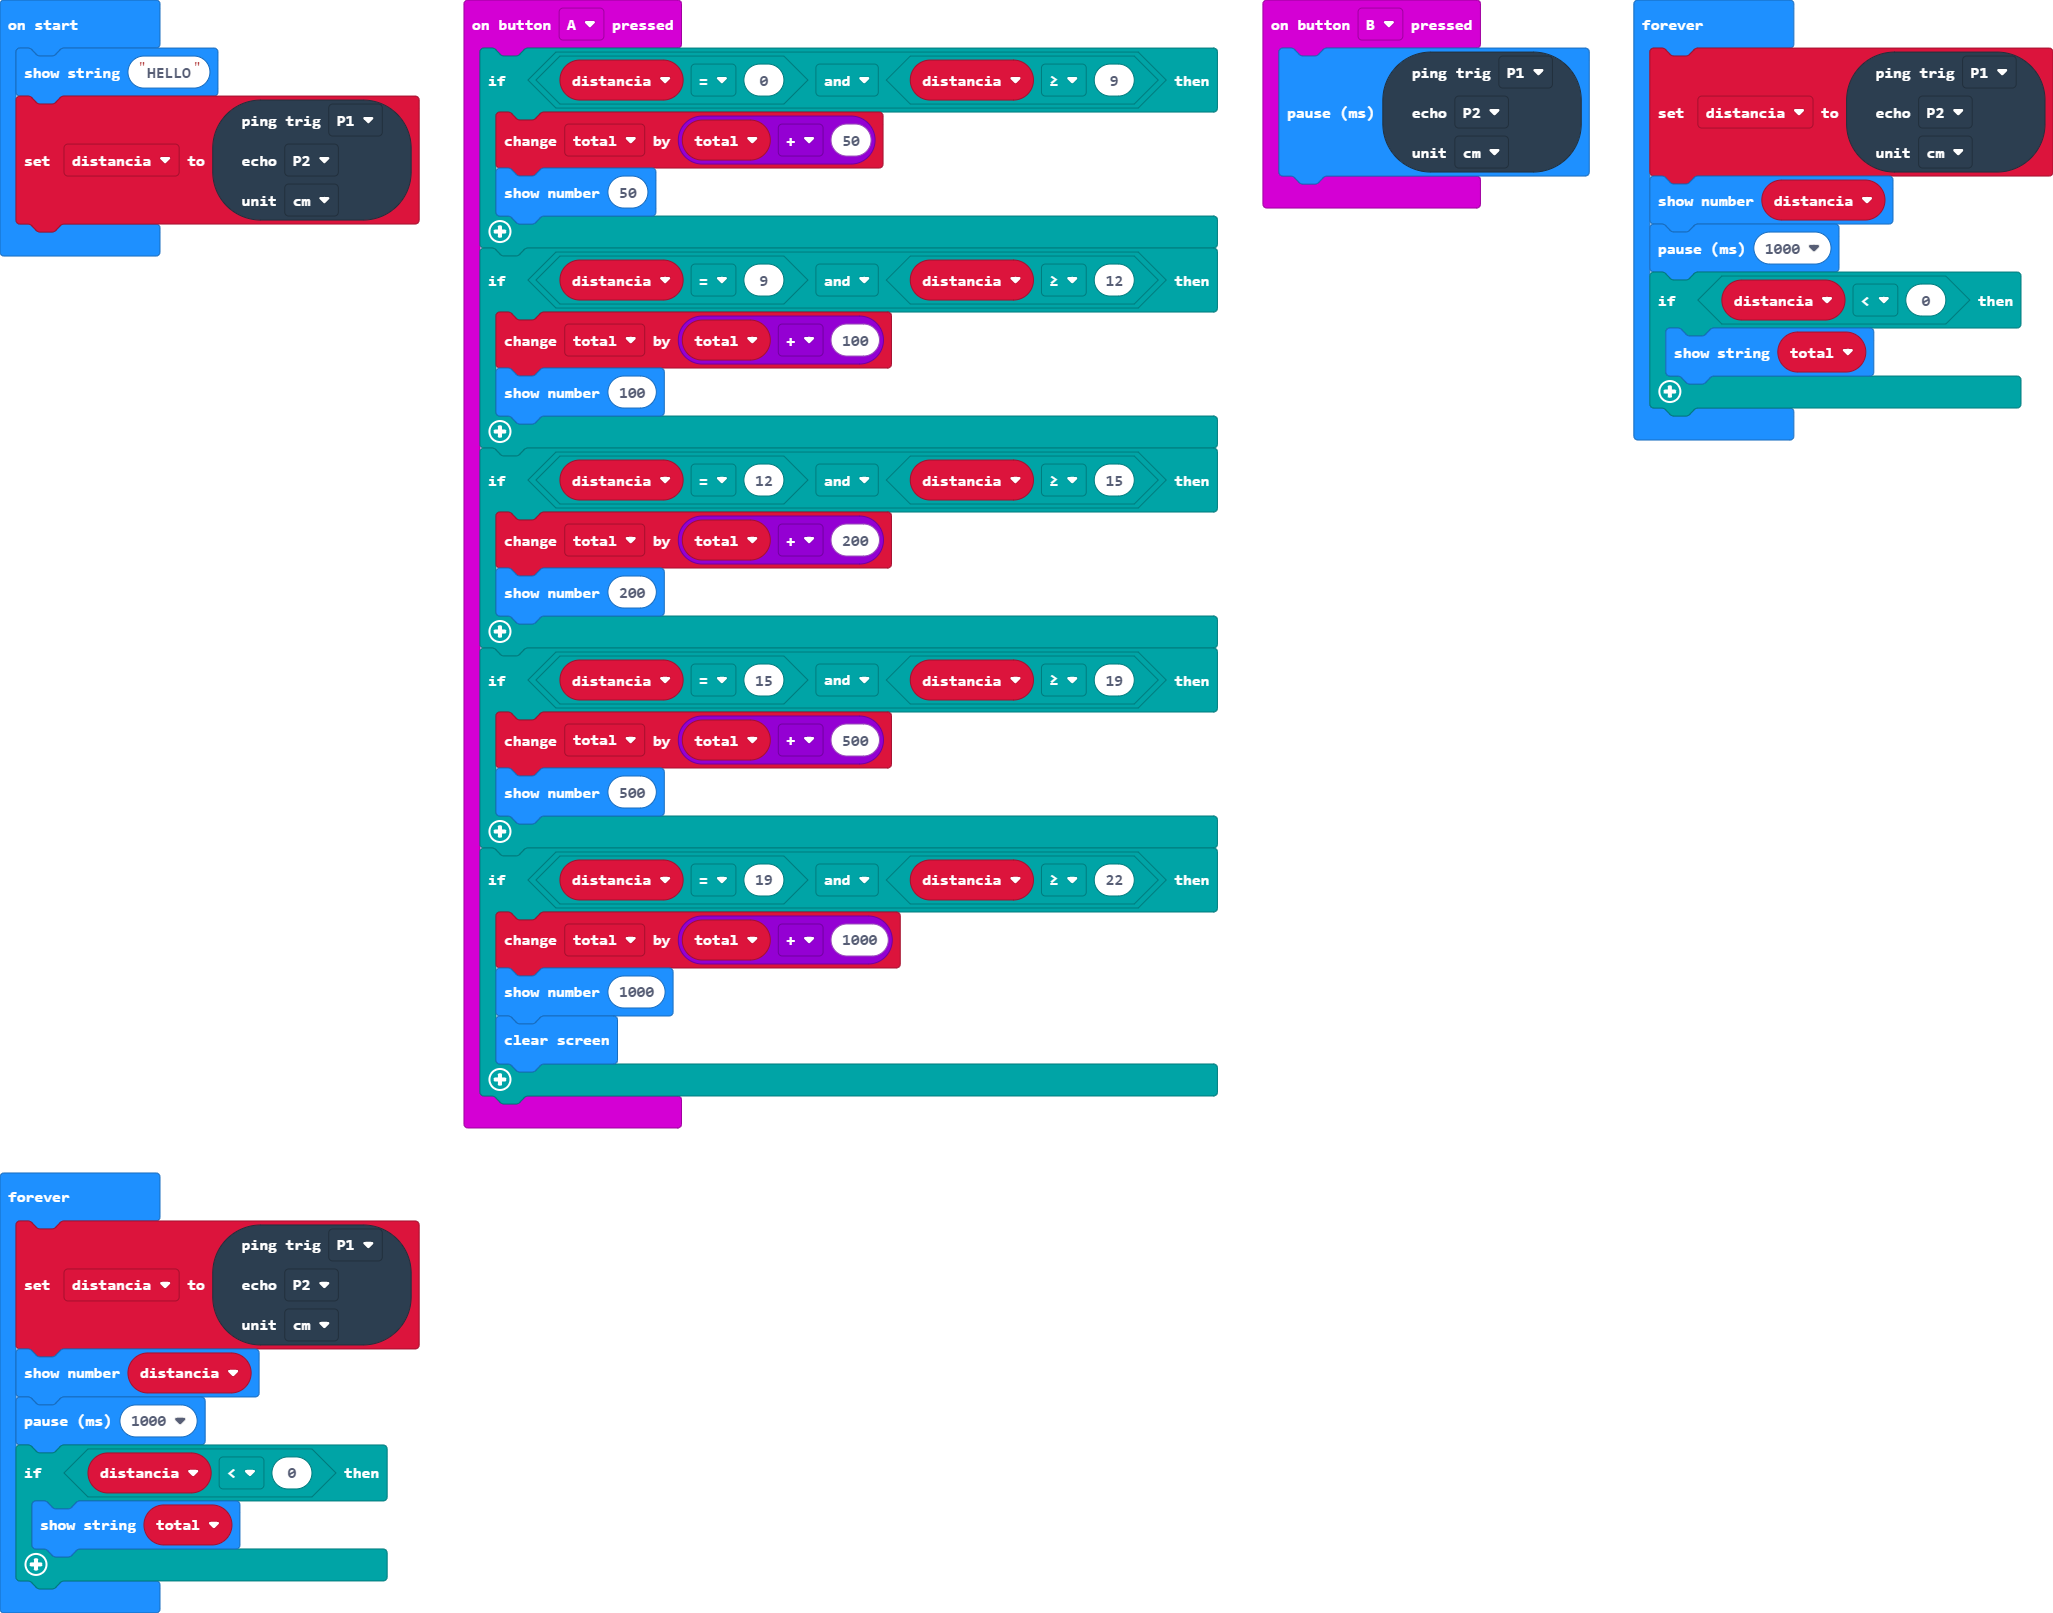 on start
show string "HELLO"
set distancia to ping trig P1
echo P2
unit cm
on button A pressed
if distancia = 0 and distancia ≥ 9 then
change total by total + 50
show number 50
if distancia = 9 and distancia ≥ 12 then
change total by total + 100
show number 100
if distancia = 12 and distancia ≥ 15 then
change total by total + 200
show number 200
if distancia = 15 and distancia ≥ 19 then
change total by total + 500
show number 500
if distancia = 19 and distancia ≥ 22 then
change total by total + 1000
show number 1000
clear screen
on button B pressed
pause (ms) ping trig P1
echo P2
unit cm
forever
set distancia to ping trig P1
echo P2
unit cm
show number distancia
pause (ms) 1000
if distancia < 0 then
show string total
forever
set distancia to ping trig P1
echo P2
unit cm
show number distancia
pause (ms) 1000
if distancia < 0 then
show string total